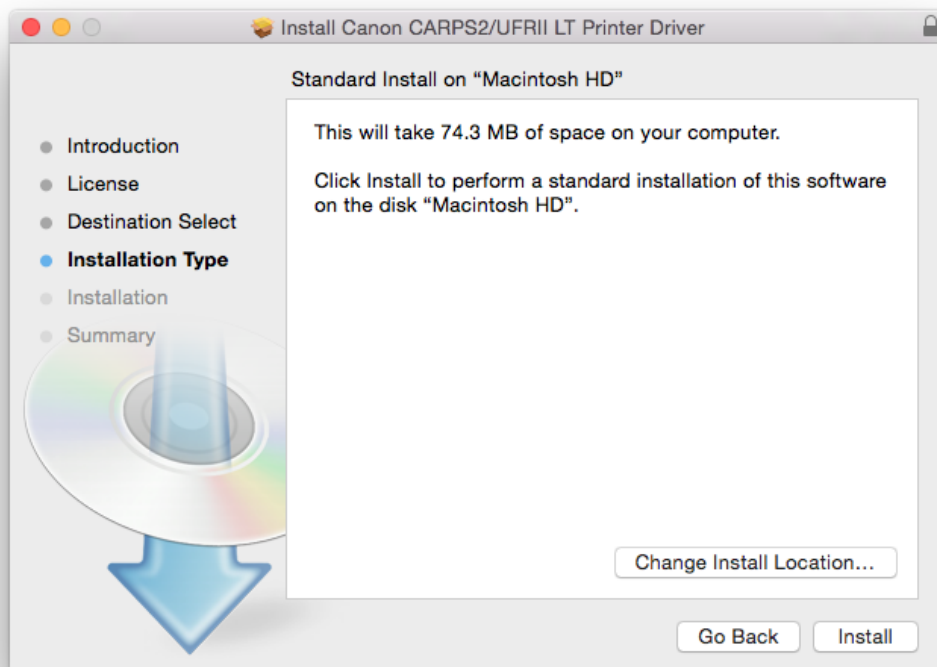 Install Canon CARPS2/UFRII LT Printer Driver
Standard Install on “Macintosh HD”
Introduction
License
Destination Select
Installation Type
Installation
Summary
This will take 74.3 MB of space on your computer.
Click Install to perform a standard installation of this software
on the disk “Macintosh HD”.
Change Install Location...
Go Back
Install